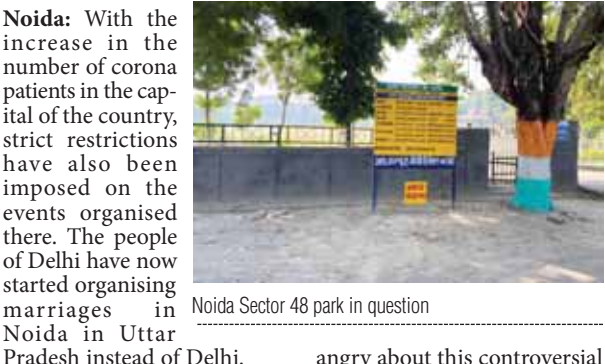 Noida: With the
increase in the
number of corona
patients in the cap-
ital of the country,
strict restrictions
have also been
imposed on the
events organised
there. The people
of Delhi have now
started organising
marriages in
Noida in Uttar
Pradesh instead of Delhi.
Noida Sector 48 park in question
angry about this controversial